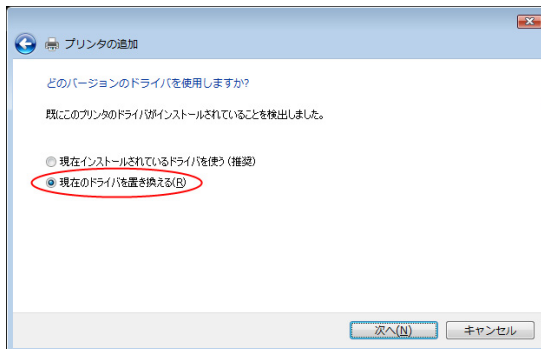 プリンタの追加
どのバージョンのドライバを使用しますか?
既にこのプリンタのドライバがインストールされていることを検出しました。
現在インストールされているドライバを使う(推奨)
現在のドライバを置き換える(R)
次へ(N)
キャンセル